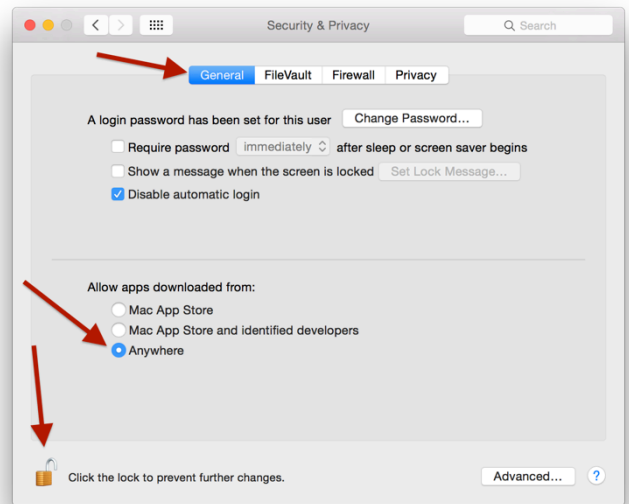 Security & Privacy
Search
General FileVault Firewall Privacy
A login password has been set for this user Change Password...
Require password immediately after sleep or screen saver begins
Show a message when the screen is locked Set Lock Message...
Disable automatic login
Allow apps downloaded from:
Mac App Store
Mac App Store and identified developers
Anywhere
Click the lock to prevent further changes.
Advanced... ?